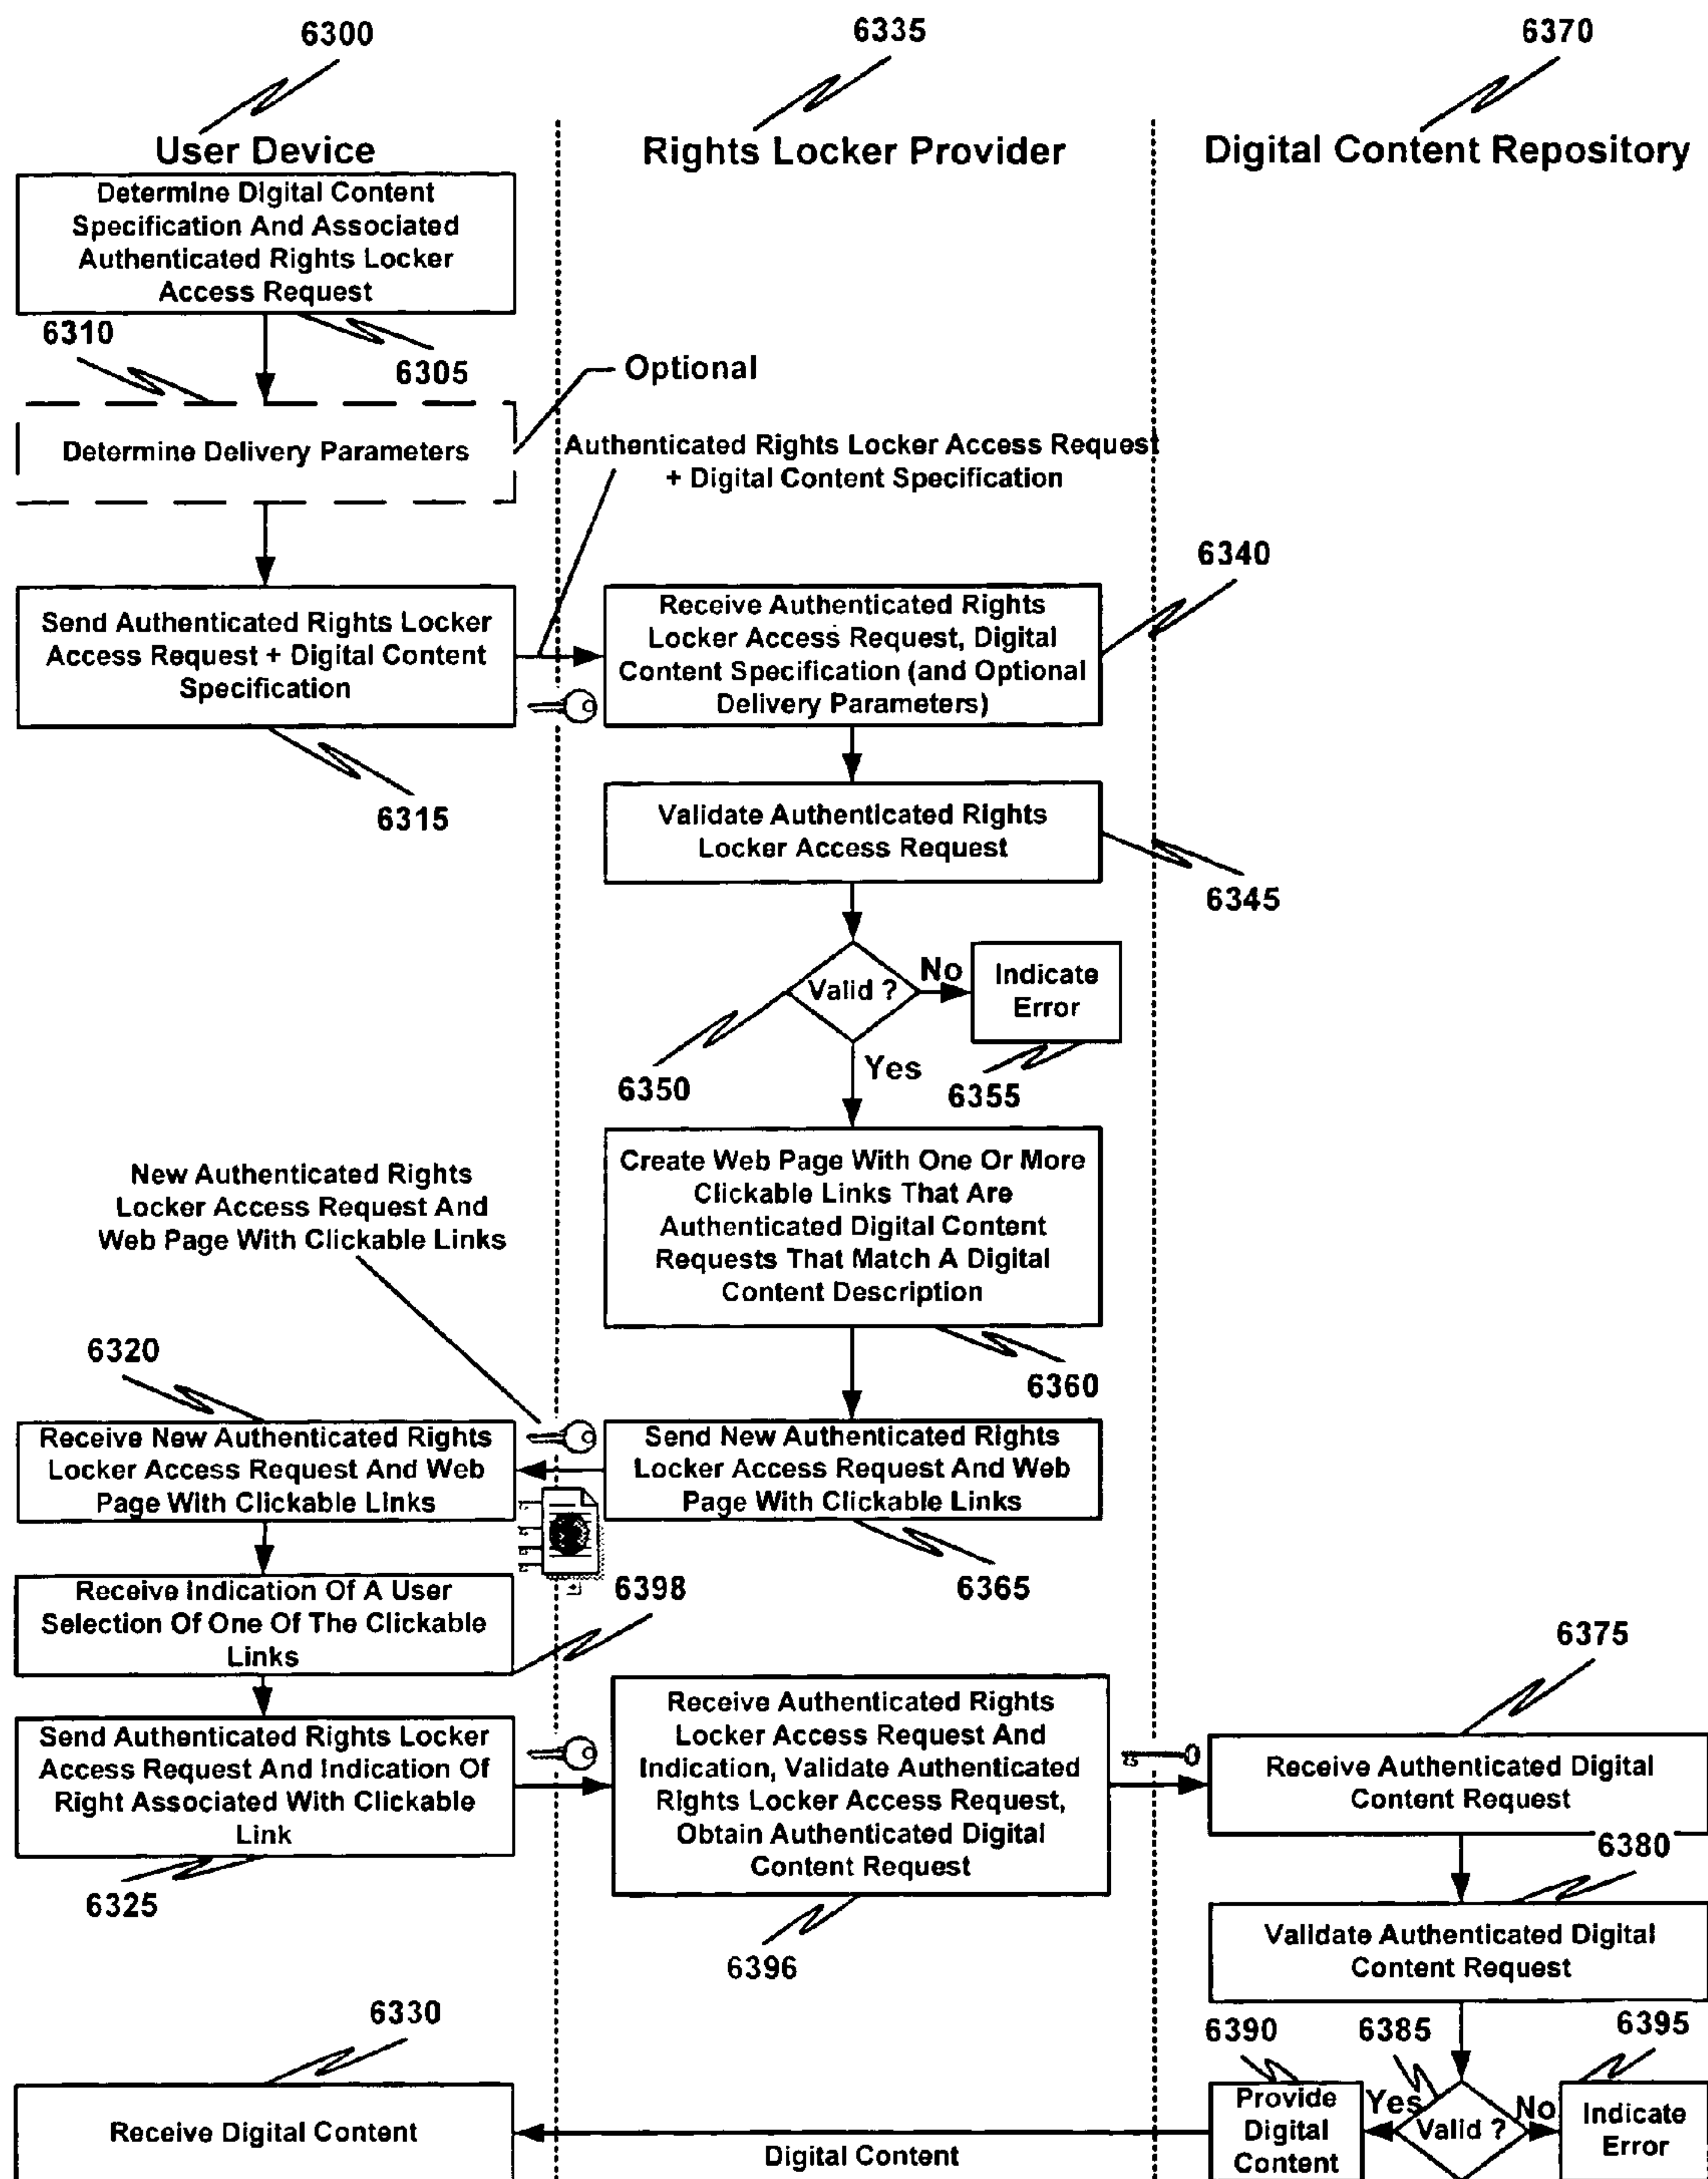 6300
6335
6370
User Device
Rights Locker Provider
Digital Content Repository
Determine Digital Content
Specification And Associated
Authenticated Rights Locker
Access Request
6310
6305
Optional
Determine Delivery Parameters
Authenticated Rights Locker Access Request
+ Digital Content Specification
6340
Send Authenticated Rights Locker
Access Request + Digital Content
Specification
Receive Authenticated Rights
Locker Access Request, Digital
Content Specification (and Optional
Delivery Parameters)
6315
Validate Authenticated Rights
Locker Access Request
6345
Valid ?
No
Indicate
Error
6350
Yes
6355
Create Web Page With One Or More
Clickable Links That Are
Authenticated Digital Content
Requests That Match A Digital
Content Description
New Authenticated Rights
Locker Access Request And
Web Page With Clickable Links
6320
6360
Receive New Authenticated Rights
Locker Access Request And Web
Page With Clickable Links
Send New Authenticated Rights
Locker Access Request And Web
Page With Clickable Links
6398
6365
Receive Indication Of A User
Selection Of One Of The Clickable
Links
6375
Send Authenticated Rights Locker
Access Request And Indication Of
Right Associated With Clickable
Link
Receive Authenticated Rights
Locker Access Request And
Indication, Validate Authenticated
Rights Locker Access Request,
Obtain Authenticated Digital
Content Request
Receive Authenticated Digital
Content Request
6380
6325
6396
Validate Authenticated Digital
Content Request
6330
6390
6385
6395
Receive Digital Content
Digital Content
Provide
Digital
Content
Yes
Valid ?
No
Indicate
Error